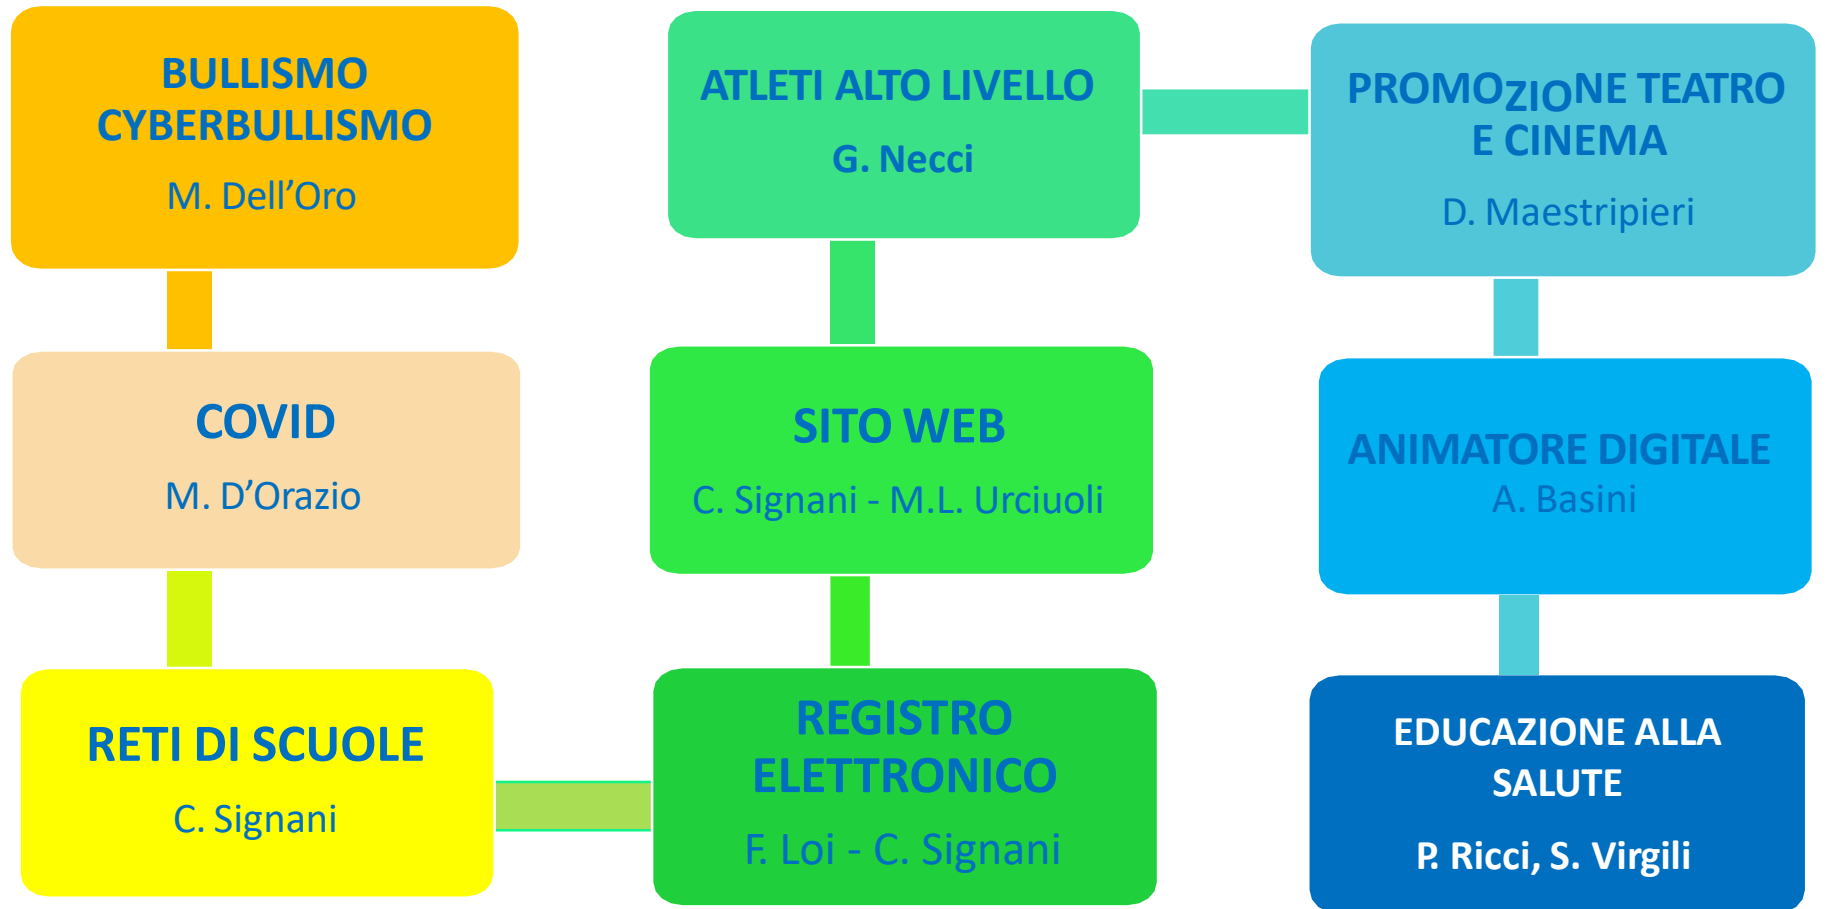 BULLISMO
CYBERBULLISMO
M. Dell’Oro
COVID
M. D’Orazio
RETI DI SCUOLE
C. Signani
REGISTRO
ELETTRONICO
F. Loi - C. Signani
SITO WEB
C. Signani - M.L. Urciuoli
ATLETI ALTO LIVELLO
G. Necci
PROMOZIONE TEATRO
E CINEMA
D. Maestripieri
ANIMATORE DIGITALE
A. Basini
EDUCAZIONE ALLA
SALUTE
P. Ricci, S. Virgili